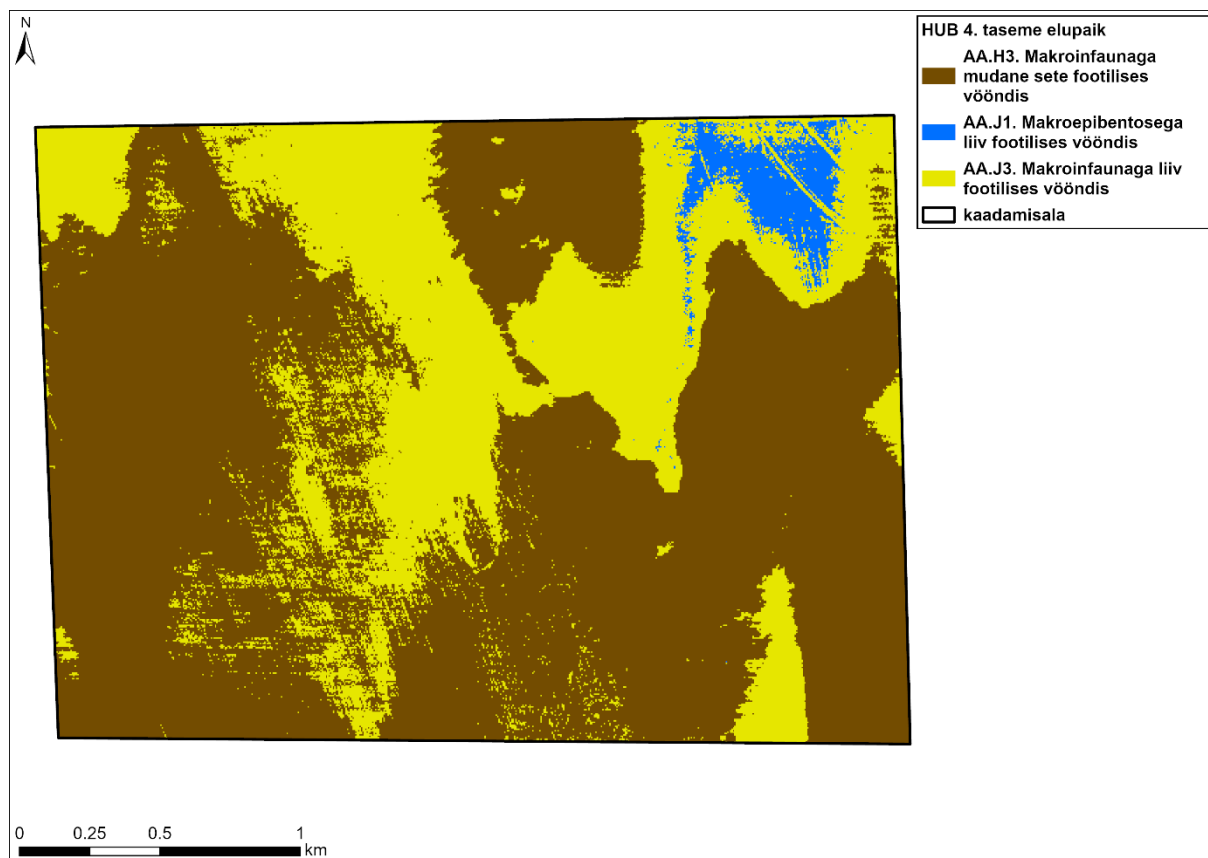 N
HUB 4. taseme elupaik
AA.H3. Makroinfaunaga
mudane sete footilises
vööndis
AA.J1. Makroepibentosega
liiv footilises vööndis
AA.J3. Makroinfaunaga liiv
footilises vööndis
kaadamisala
0 0.25 0.5 1
km